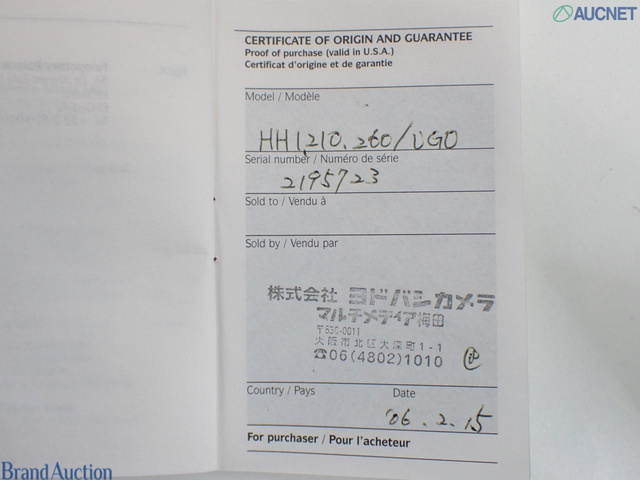 AUCNET
CERTIFICATE OF ORIGIN AND GUARANTEE
Proof of purchase (valid in U.S.A.)
Certificat d'origine et de garantie
Model / Modèle
HH1.210.260/UGO
Serial number / Numéro de série
2195723
Sold to / Vendu à
Sold by / Vendu par
株式会社 ヨドバシカメラ
マルチメディア梅田
〒530-0011
大阪市北区大深町1-1
☎06(4802)1010
Country / Pays Date
'06.2.15
For purchaser / Pour l'acheteur
Brand Auction